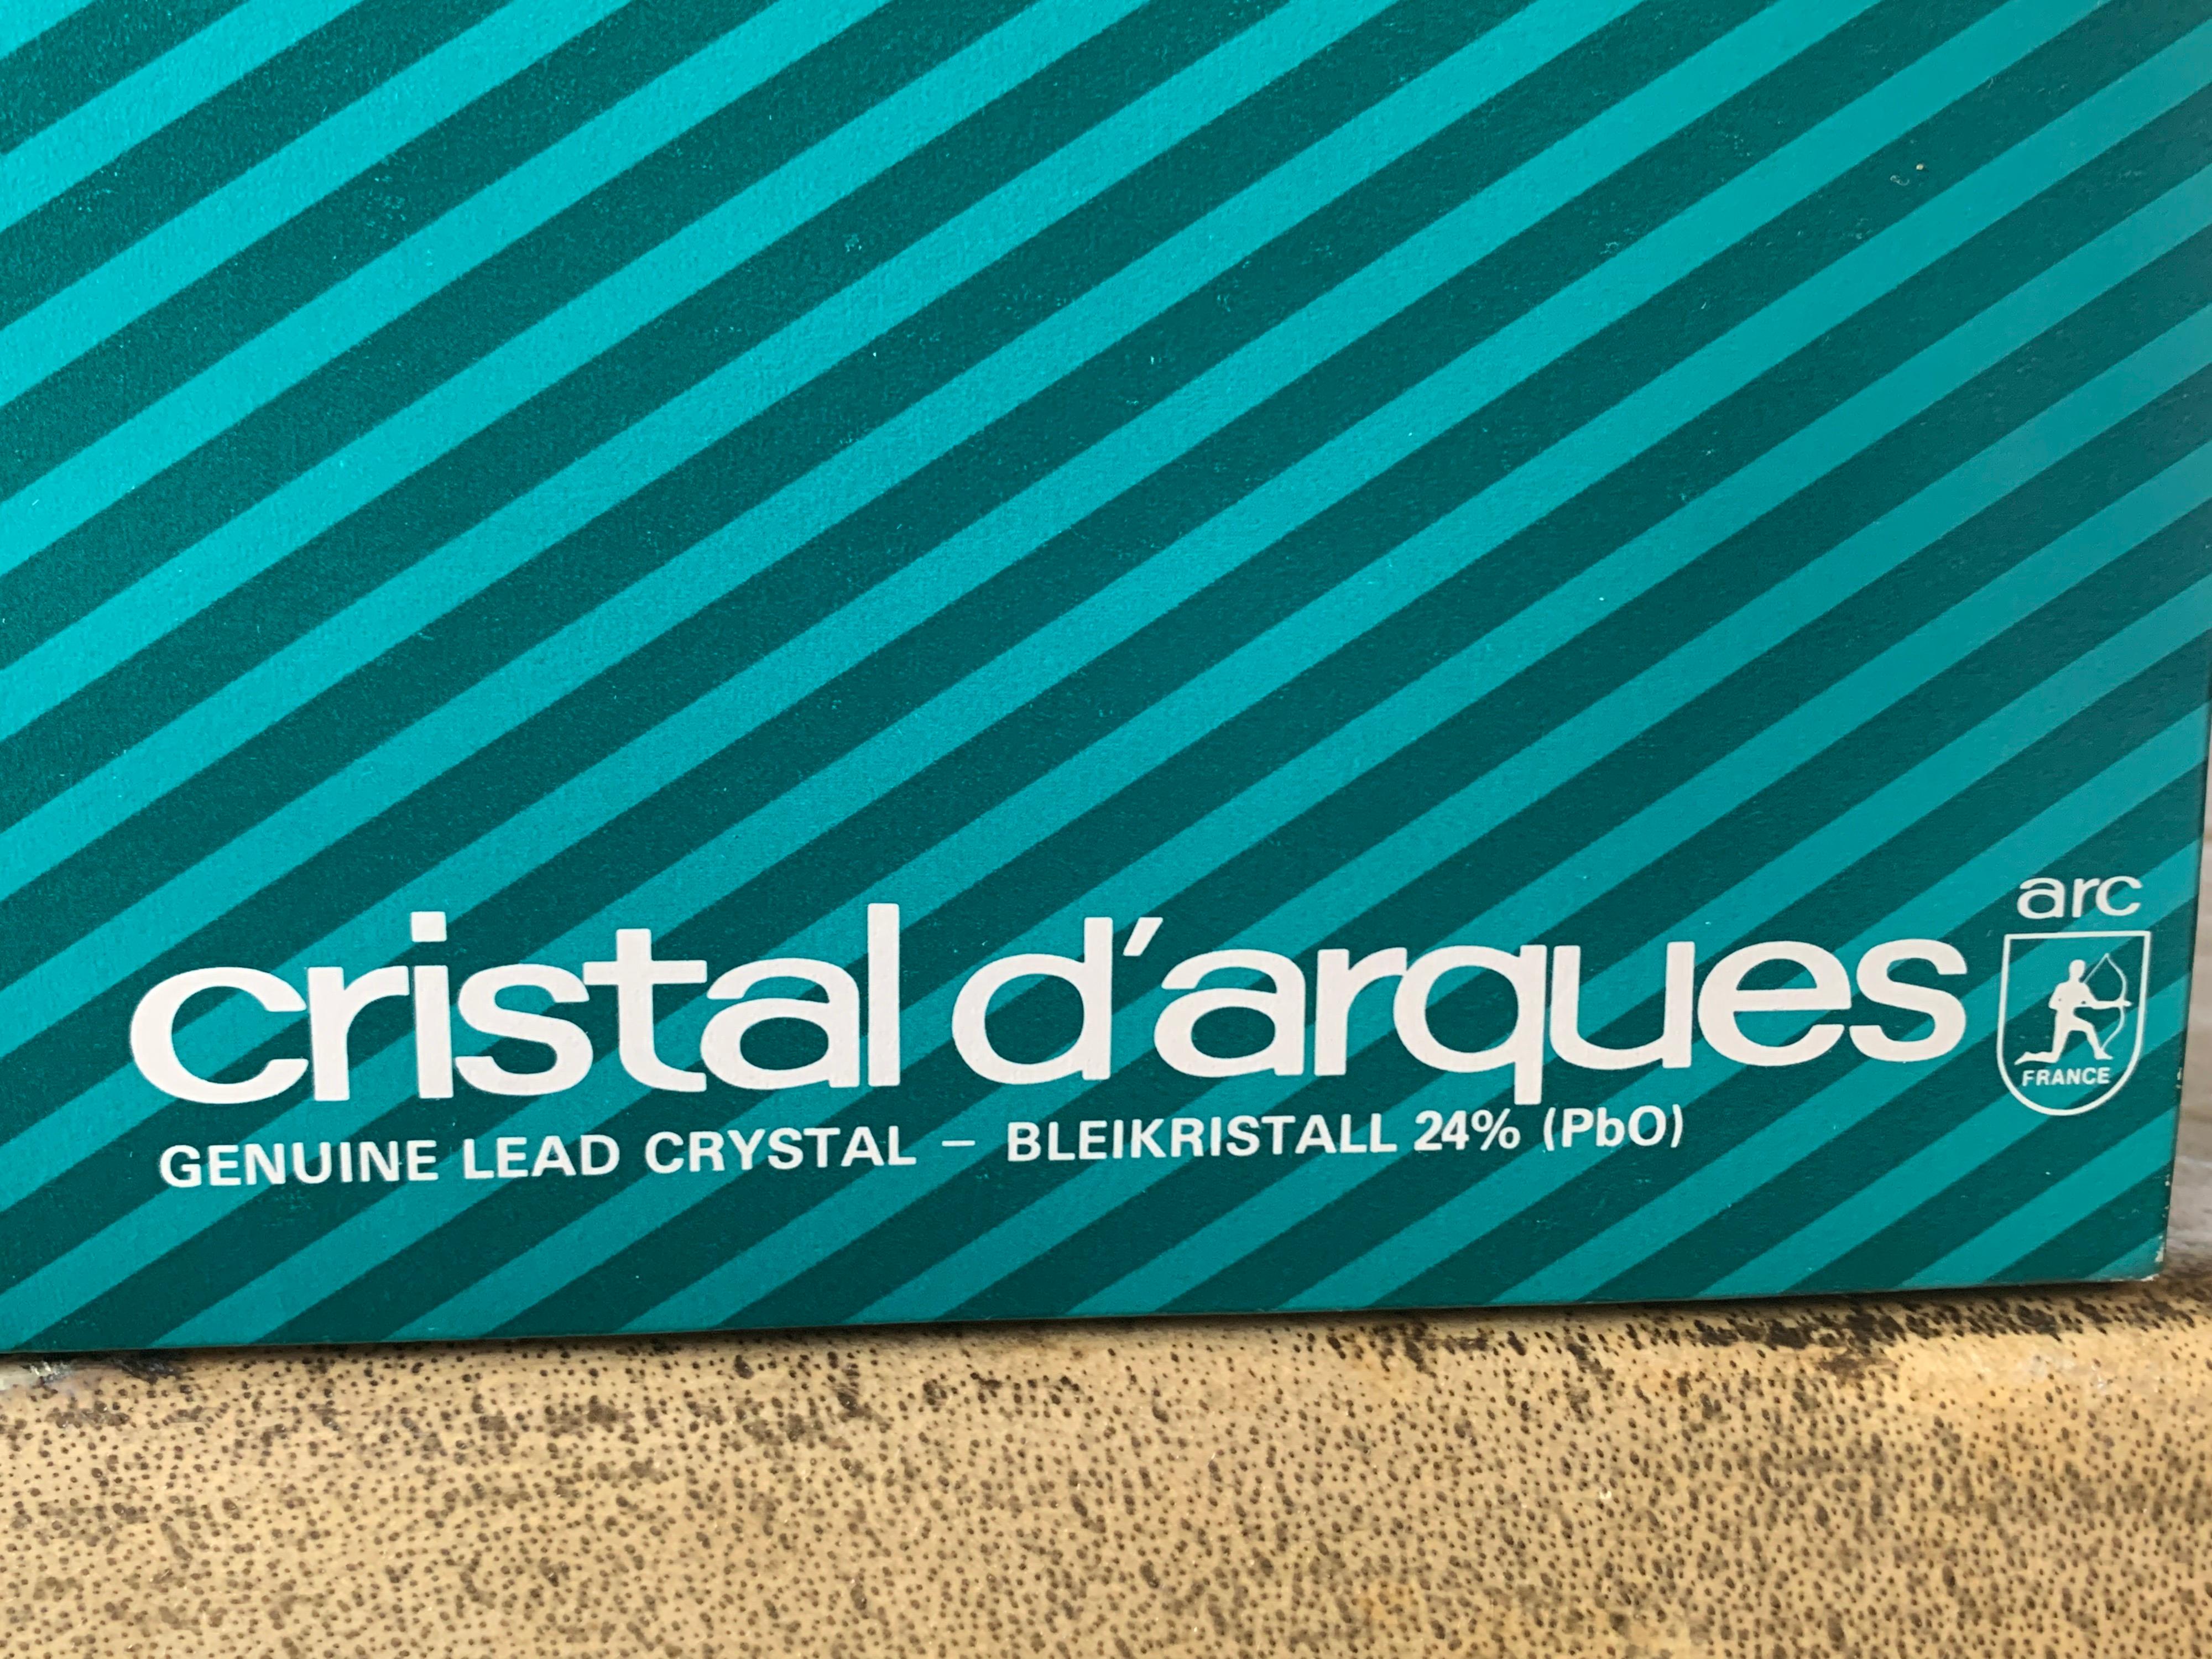 cristal d'arques
GENUINE LEAD CRYSTAL – BLEIKRISTALL 24% (PbO)
arc
FRANCE